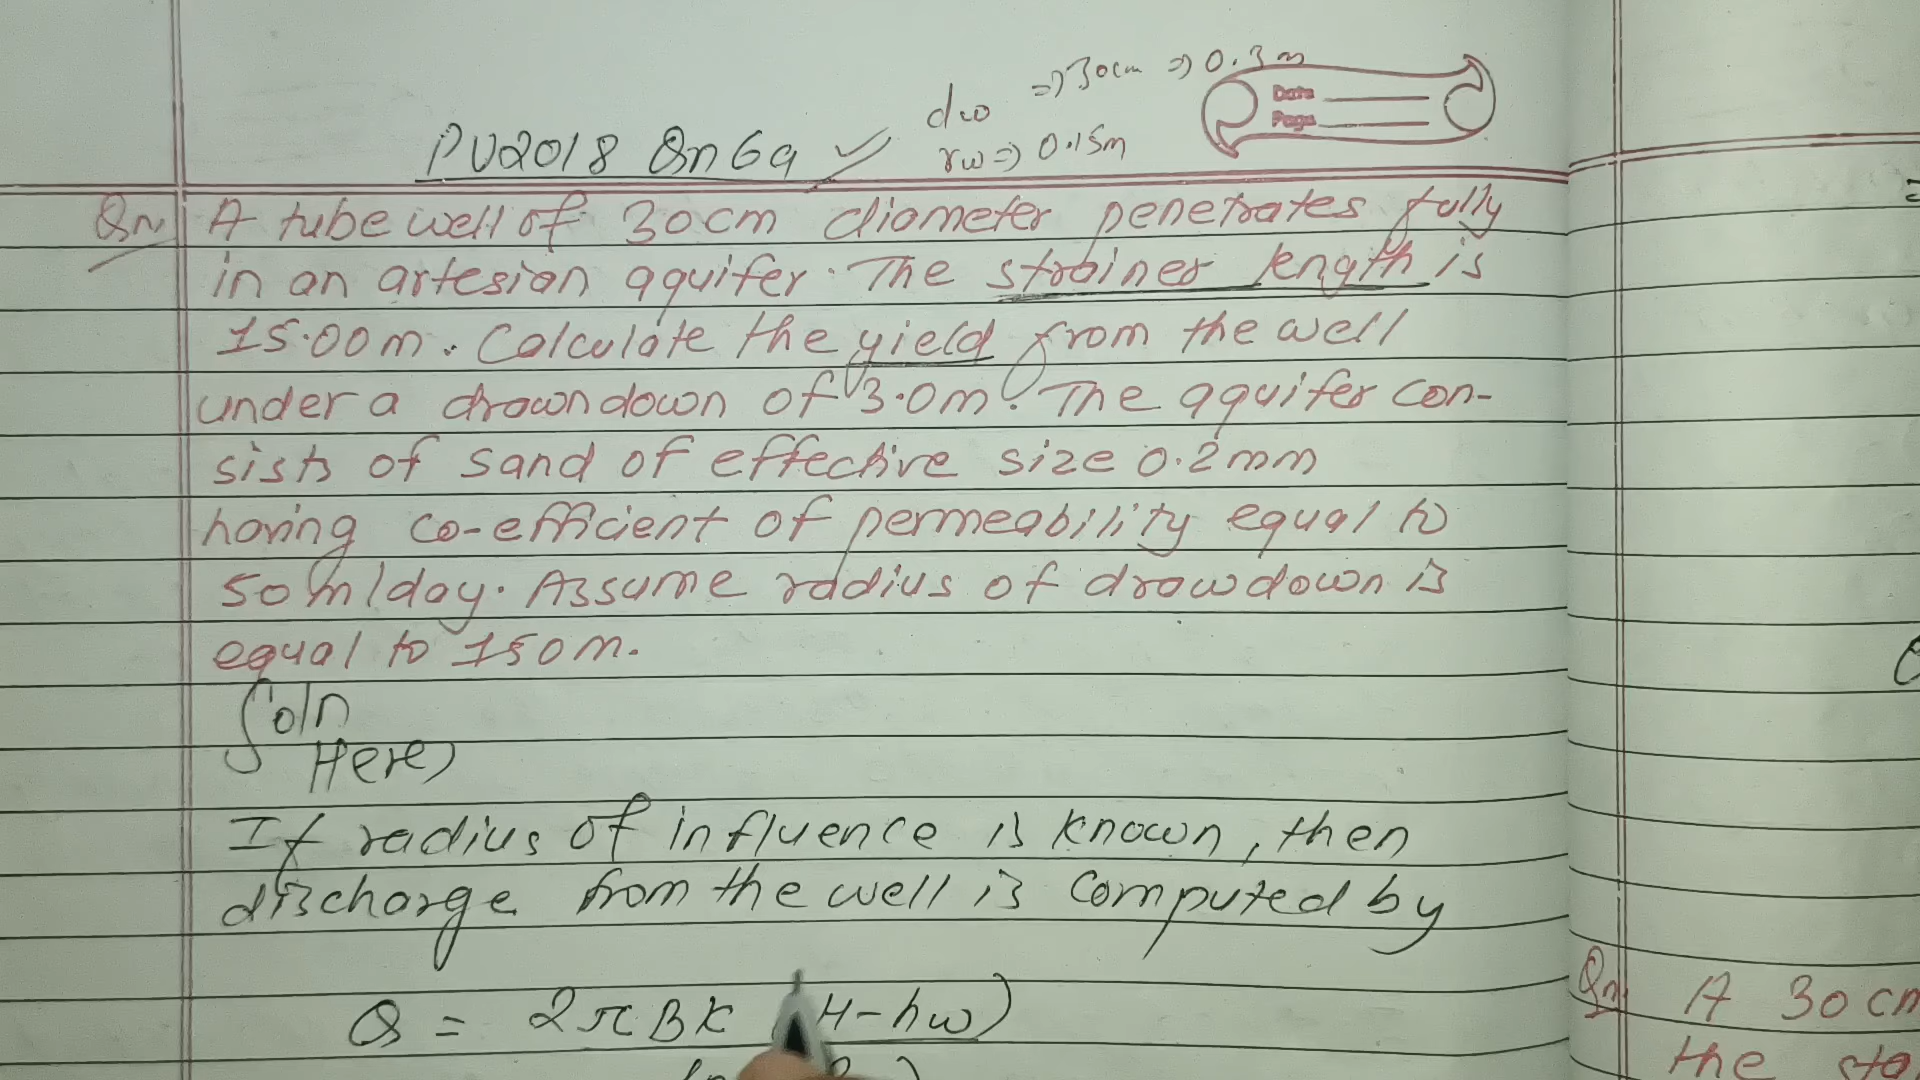 dw => 30cm => 0.3m
Date
Page
PU2018 Qn6a
rw => 0.15m
Qn A tube well of 30cm diameter penetrates fully
in an artesian aquifer. The strainer length is
15.00m. Calculate the yield from the well
under a drowndown of 3.0m. The aquifer con-
sists of sand of effective size 0.2mm
having co-efficient of permeability equal to
50m/day. Assume radius of drowdown is
equal to 150m.
Soln
Here,
If radius of influence is known, then
discharge from the well is computed by
Q = 2πBK (H-hw)
Qn A 30cm
the